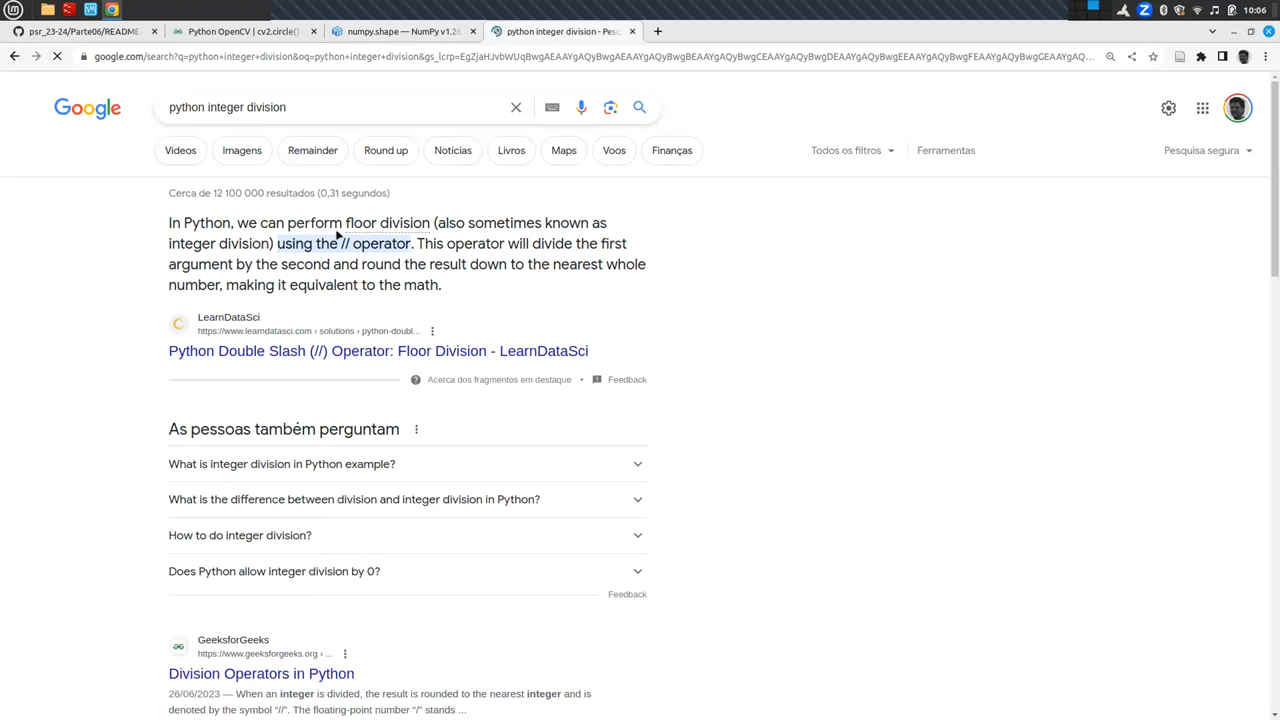 10:06
psr_23-24/Parte06/README.
Python OpenCV | cv2.circle()
numpy.shape — NumPy v1.26
python integer division - Pesq
google.com/search?q=python+integer+division&oq=python+integer+division&gs_lcrp=EgZjaHJvbWUqBwgAEAAYgAQyBwgAEAAYgAQyBwgBEAAYgAQyBwgCEAAYgAQyBwgDEAAYgAQyBwgEEAAYgAQyBwgFEAAYgAQyBwgGEAAYgAQ...
Google
python integer division
Videos
Imagens
Remainder
Round up
Notícias
Livros
Maps
Voos
Finanças
Todos os filtros
Ferramentas
Pesquisa segura
Cerca de 12 100 000 resultados (0,31 segundos)
In Python, we can perform floor division (also sometimes known as
integer division) using the // operator. This operator will divide the first
argument by the second and round the result down to the nearest whole
number, making it equivalent to the math.
LearnDataSci
https://www.learndatasci.com › solutions › python-doubl...
Python Double Slash (//) Operator: Floor Division - LearnDataSci
Acerca dos fragmentos em destaque • Feedback
As pessoas também perguntam
What is integer division in Python example?
What is the difference between division and integer division in Python?
How to do integer division?
Does Python allow integer division by 0?
Feedback
GeeksforGeeks
https://www.geeksforgeeks.org › ...
Division Operators in Python
26/06/2023 — When an integer is divided, the result is rounded to the nearest integer and is
denoted by the symbol “//”. The floating-point number “/” stands ...